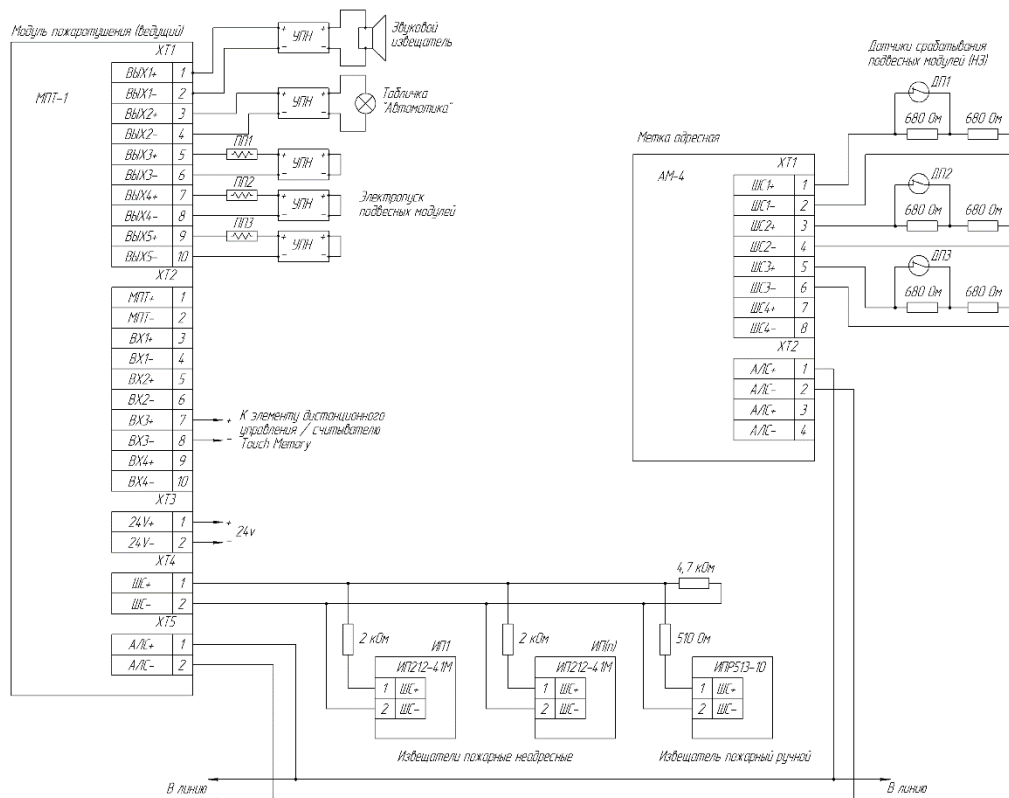 Модуль пожаротушения (ведущий)
МПТ-1
XT1
ВЫХ1+ 1
ВЫХ1- 2
ВЫХ2+ 3
ВЫХ2- 4
ВЫХ3+ 5
ВЫХ3- 6
ВЫХ4+ 7
ВЫХ4- 8
ВЫХ5+ 9
ВЫХ5- 10
XT2
МПТ+ 1
МПТ- 2
ВХ1+ 3
ВХ1- 4
ВХ2+ 5
ВХ2- 6
ВХ3+ 7
ВХ3- 8
ВХ4+ 9
ВХ4- 10
XT3
24V+ 1
24V- 2
XT4
ШС+ 1
ШС- 2
XT5
АЛС+ 1
АЛС- 2
+ УПН +
- -
Звуковой
извещатель
+ УПН +
- -
Табличка
"Автоматика"
ПП1
+ УПН +
- -
ПП2
+ УПН +
- -
ПП3
+ УПН +
- -
Электропуск
подвесных модулей
+ К элементу дистанционного
управления / считывателю
- Touch Memory
+
24v
-
Датчики срабатывания
подвесных модулей (НЗ)
ДП1
680 Ом 680 Ом
ДП2
680 Ом 680 Ом
ДП3
680 Ом 680 Ом
Метка адресная
АМ-4
XT1
ШС1+ 1
ШС1- 2
ШС2+ 3
ШС2- 4
ШС3+ 5
ШС3- 6
ШС4+ 7
ШС4- 8
XT2
АЛС+ 1
АЛС- 2
АЛС+ 3
АЛС- 4
4,7 кОм
2 кОм
ИП1
ИП212-41М
1 ШС+
2 ШС-
2 кОм
ИП(n)
ИП212-41М
1 ШС+
2 ШС-
510 Ом
ИПР513-10
1 ШС+
2 ШС-
Извещатели пожарные неадресные
Извещатель пожарный ручной
В линию
В линию